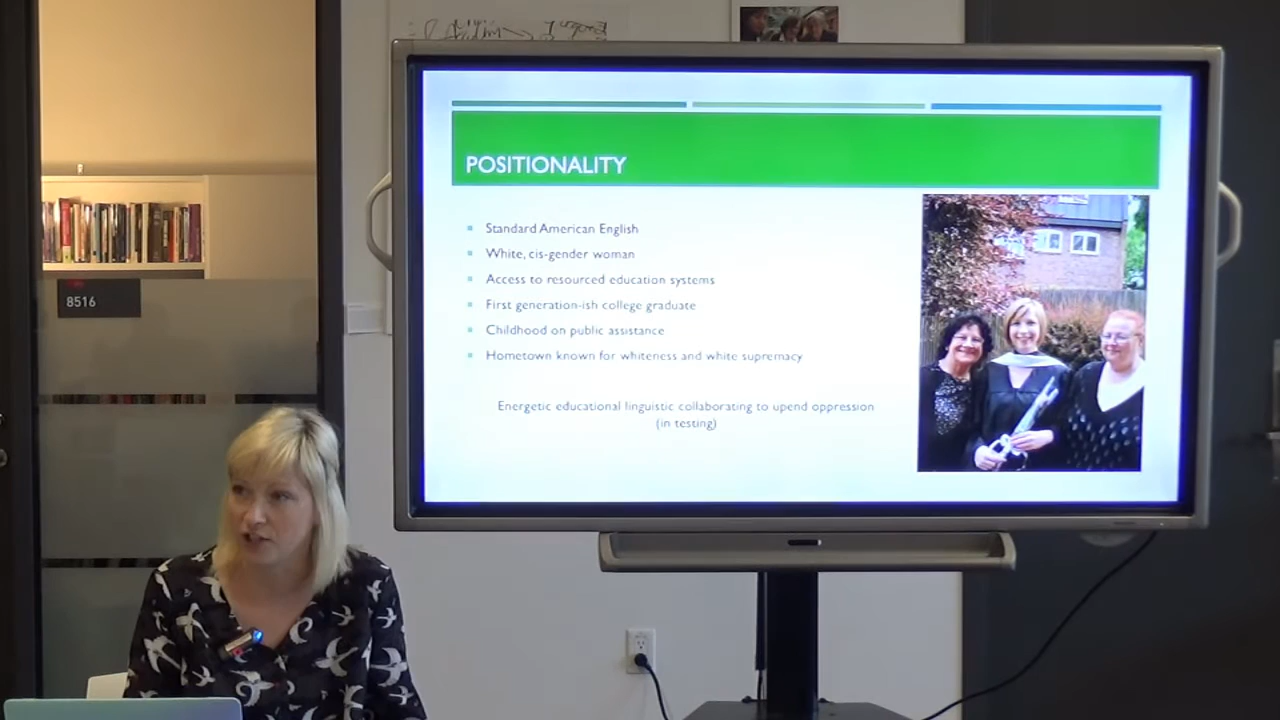 POSITIONALITY
Standard American English
White, cis-gender woman
Access to resourced education systems
First generation-ish college graduate
Childhood on public assistance
Hometown known for whiteness and white supremacy
Energetic educational linguistic collaborating to upend oppression
(in testing)
8516